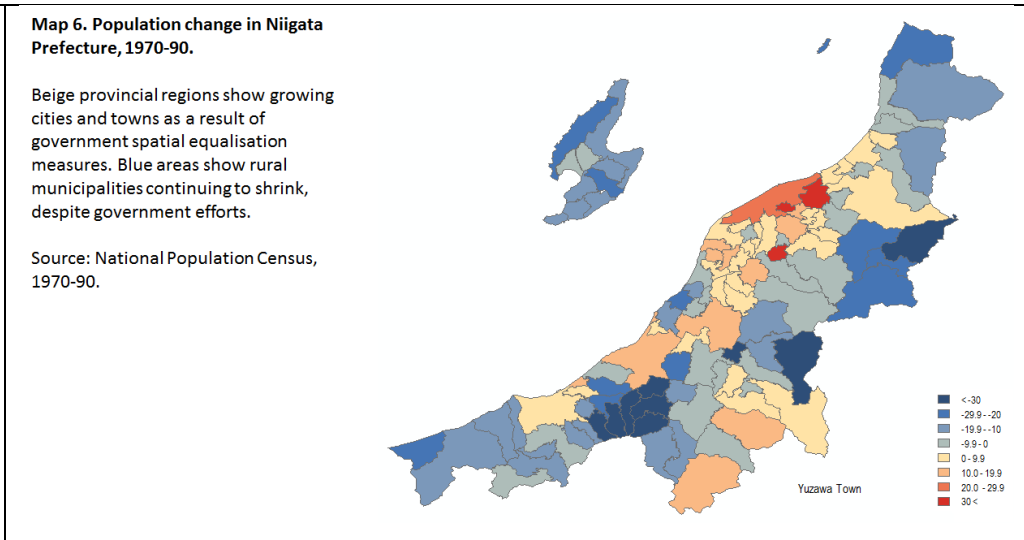 Map 6. Population change in Niigata
Prefecture, 1970-90.
Beige provincial regions show growing
cities and towns as a result of
government spatial equalisation
measures. Blue areas show rural
municipalities continuing to shrink,
despite government efforts.
Source: National Population Census,
1970-90.
<-30
-29.9--20
-19.9--10
-9.9-0
0-9.9
10.0-19.9
20.0-29.9
30<
Yuzawa Town